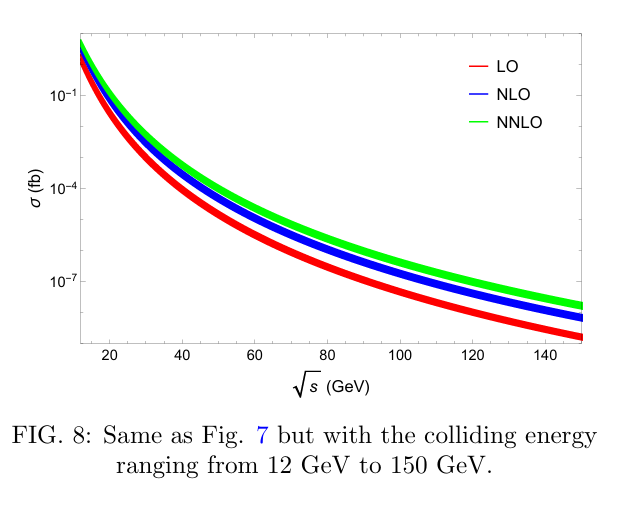 LO
NLO
NNLO
10⁻¹
10⁻⁴
10⁻⁷
σ (fb)
20 40 60 80 100 120 140
√s (GeV)
FIG. 8: Same as Fig. 7 but with the colliding energy
ranging from 12 GeV to 150 GeV.